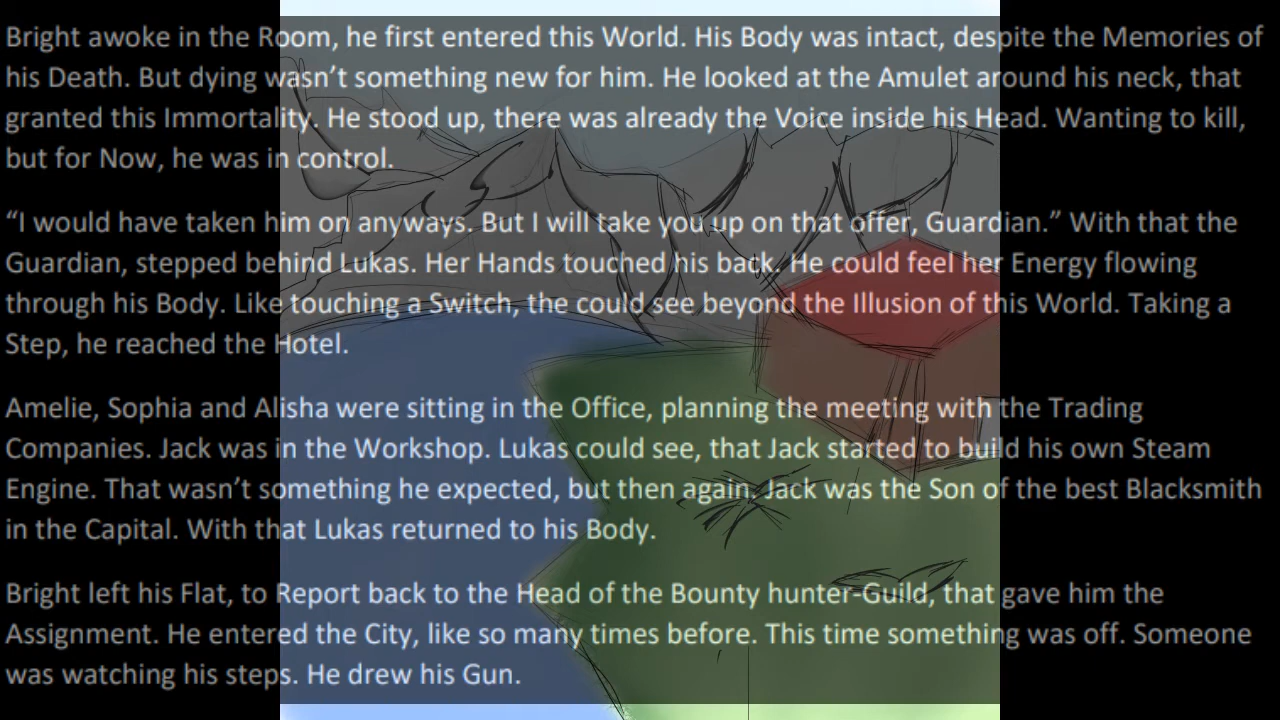 Bright awoke in the Room, he first entered this World. His Body was intact, despite the Memories of
his Death. But dying wasn’t something new for him. He looked at the Amulet around his neck, that
granted this Immortality. He stood up, there was already the Voice inside his Head. Wanting to kill,
but for Now, he was in control.
“I would have taken him on anyways. But I will take you up on that offer, Guardian.” With that the
Guardian, stepped behind Lukas. Her Hands touched his back. He could feel her Energy flowing
through his Body. Like touching a Switch, the could see beyond the Illusion of this World. Taking a
Step, he reached the Hotel.
Amelie, Sophia and Alisha were sitting in the Office, planning the meeting with the Trading
Companies. Jack was in the Workshop. Lukas could see, that Jack started to build his own Steam
Engine. That wasn’t something he expected, but then again, Jack was the Son of the best Blacksmith
in the Capital. With that Lukas returned to his Body.
Bright left his Flat, to Report back to the Head of the Bounty hunter-Guild, that gave him the
Assignment. He entered the City, like so many times before. This time something was off. Someone
was watching his steps. He drew his Gun.